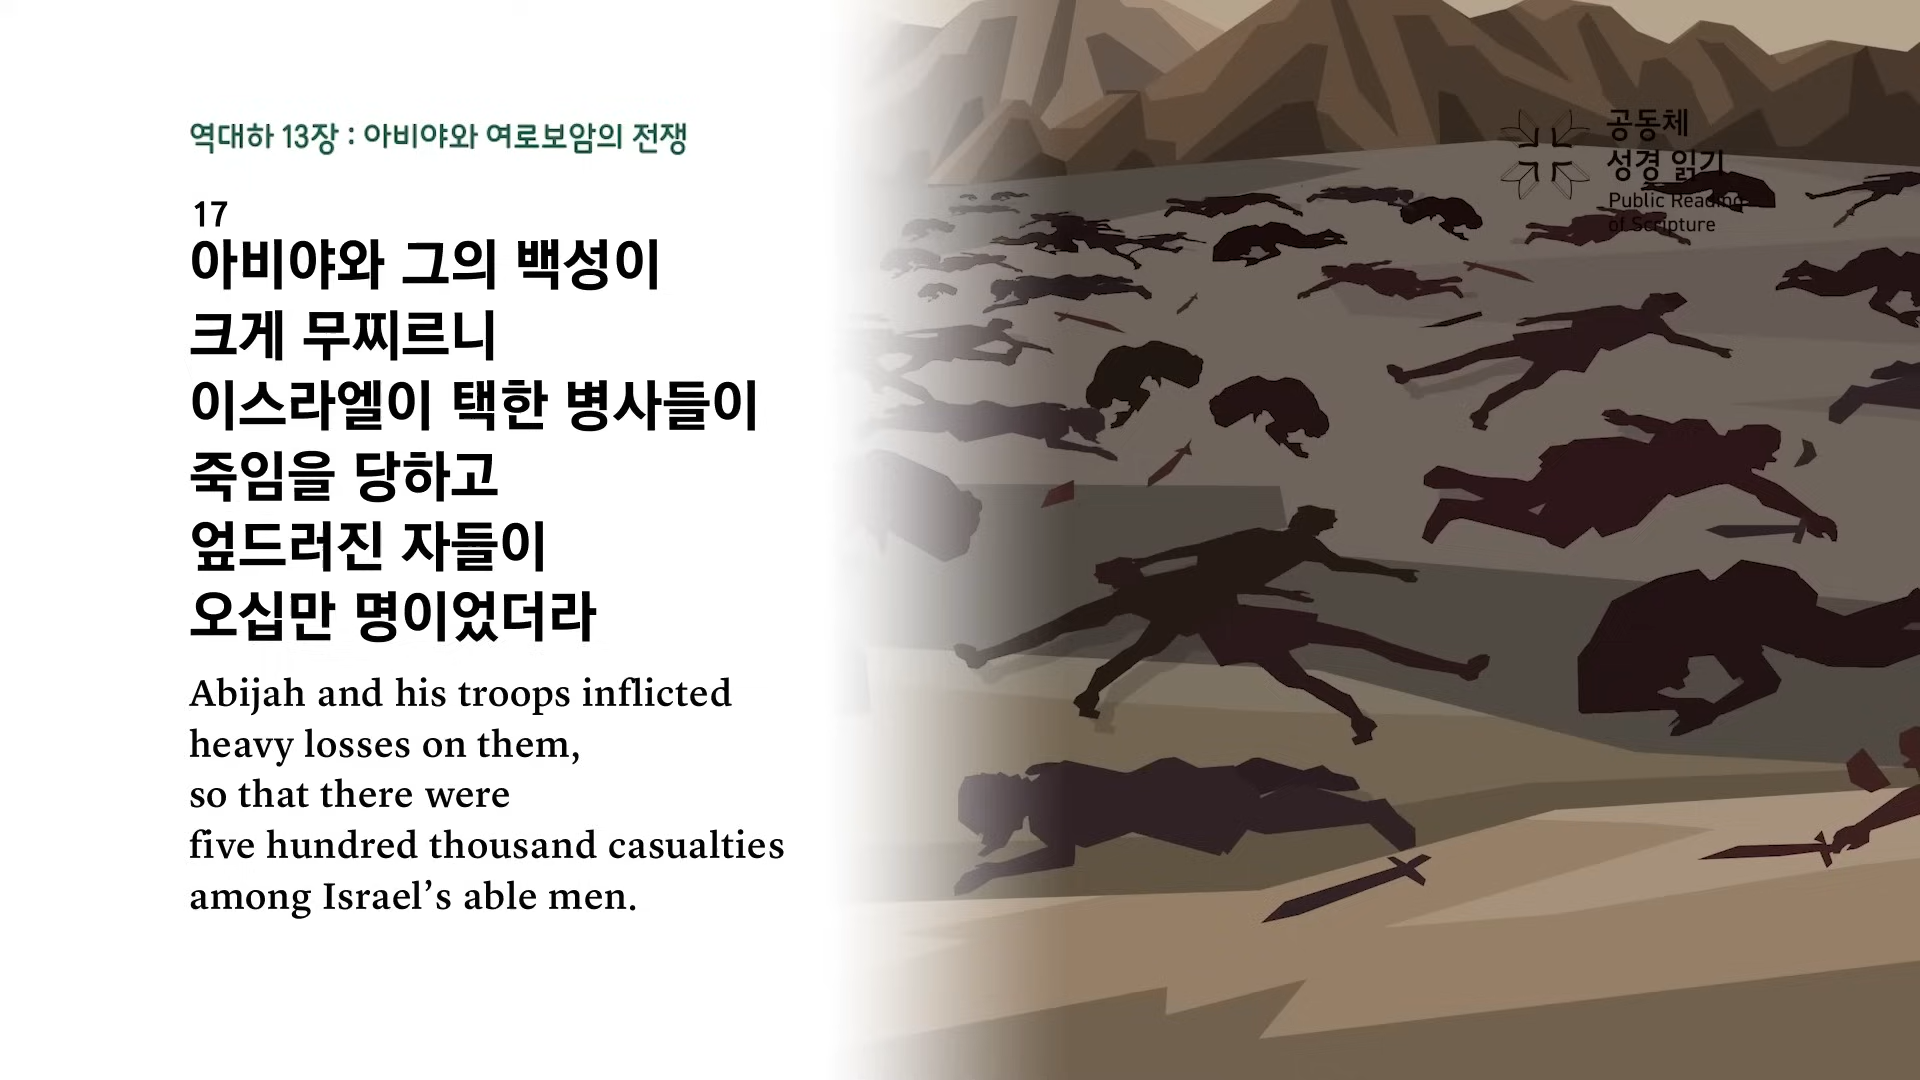 역대하 13장 : 아비야와 여로보암의 전쟁
17
아비야와 그의 백성이
크게 무찌르니
이스라엘이 택한 병사들이
죽임을 당하고
엎드러진 자들이
오십만 명이었더라
Abijah and his troops inflicted
heavy losses on them,
so that there were
five hundred thousand casualties
among Israel’s able men.
공동체
성경 읽기
Public Reading
of Scripture